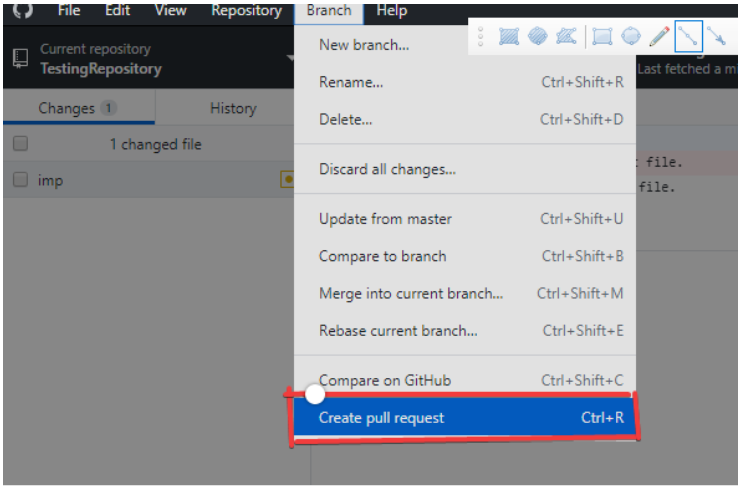 File Edit View Repository Branch Help
Current repository
TestingRepository
Last fetched a m
Changes 1 History
1 changed file
imp
New branch...
Rename... Ctrl+Shift+R
Delete... Ctrl+Shift+D
Discard all changes...
Update from master Ctrl+Shift+U
Compare to branch Ctrl+Shift+B
Merge into current branch... Ctrl+Shift+M
Rebase current branch... Ctrl+Shift+E
Compare on GitHub Ctrl+Shift+C
Create pull request Ctrl+R
file.
file.